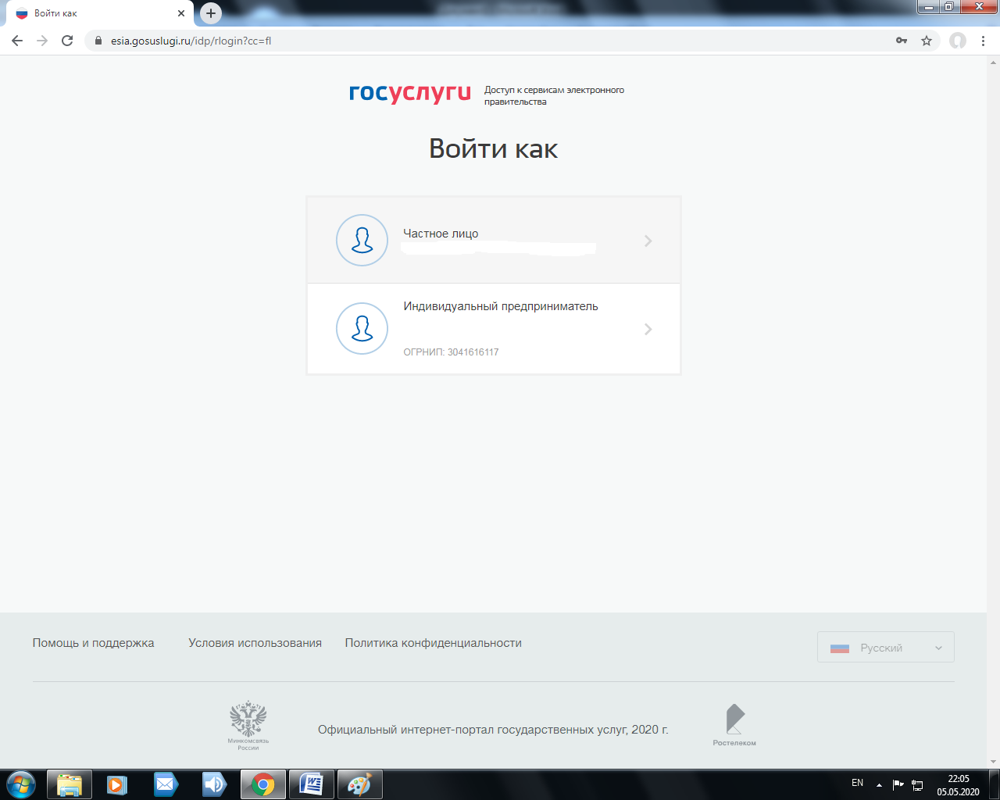 Войти как
esia.gosuslugi.ru/idp/rlogin?cc=fl
госуслуги
Доступ к сервисам электронного
правительства
Войти как
Частное лицо
Индивидуальный предприниматель
ОГРНИП: 3041616117
Помощь и поддержка
Условия использования
Политика конфиденциальности
Русский
Минкомсвязь
России
Официальный интернет-портал государственных услуг, 2020 г.
Ростелеком
EN
22:05
05.05.2020